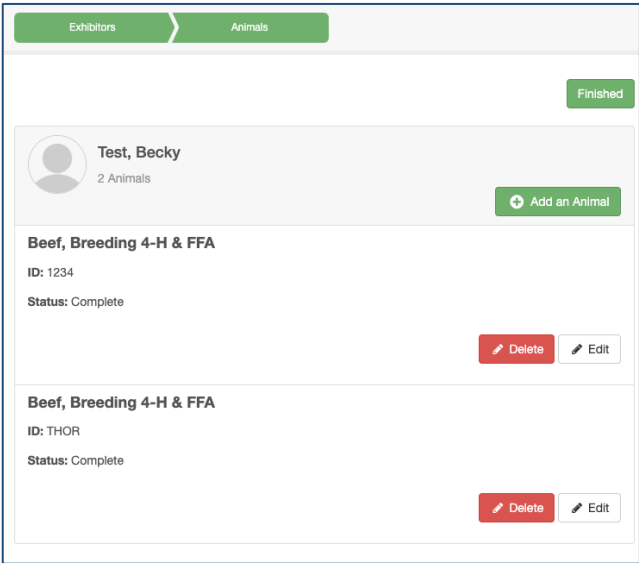 Exhibitors
Animals
Finished
Test, Becky
2 Animals
Add an Animal
Beef, Breeding 4-H & FFA
ID: 1234
Status: Complete
Delete
Edit
Beef, Breeding 4-H & FFA
ID: THOR
Status: Complete
Delete
Edit